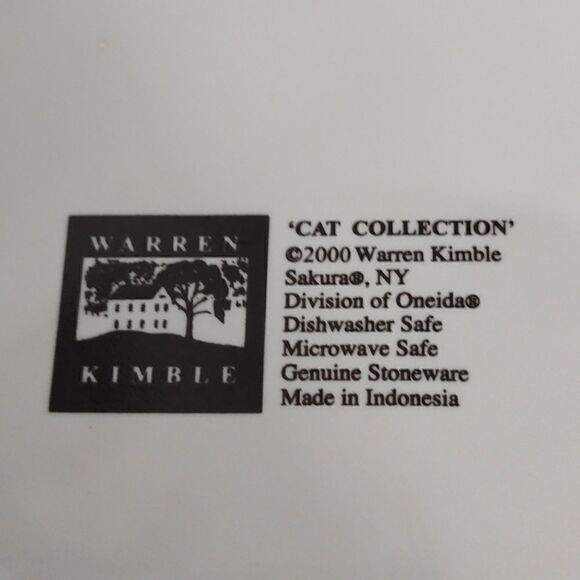 WARREN
KIMBLE
‘CAT COLLECTION’
©2000 Warren Kimble
Sakura®, NY
Division of Oneida®
Dishwasher Safe
Microwave Safe
Genuine Stoneware
Made in Indonesia